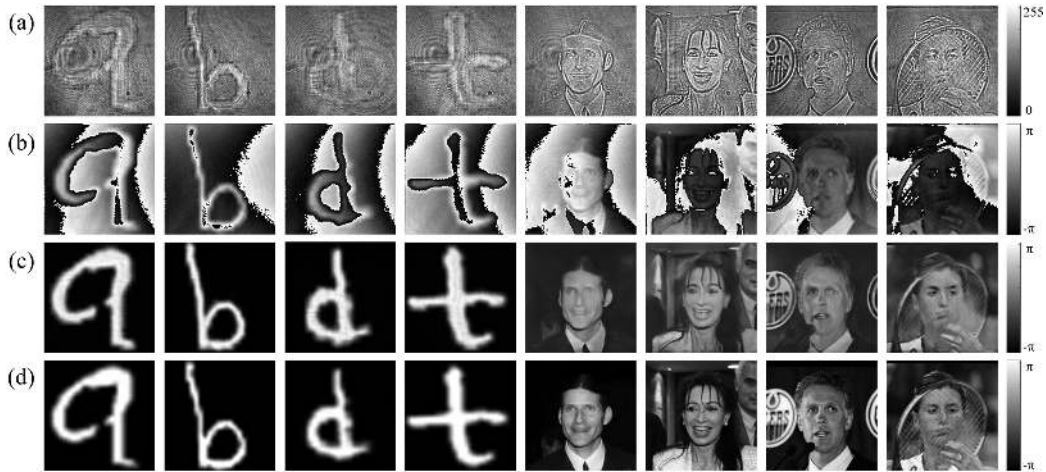 (a) q b d t 255
0
(b) q b d t π
-π
(c) q b d t π
-π
(d) q b d t π
-π